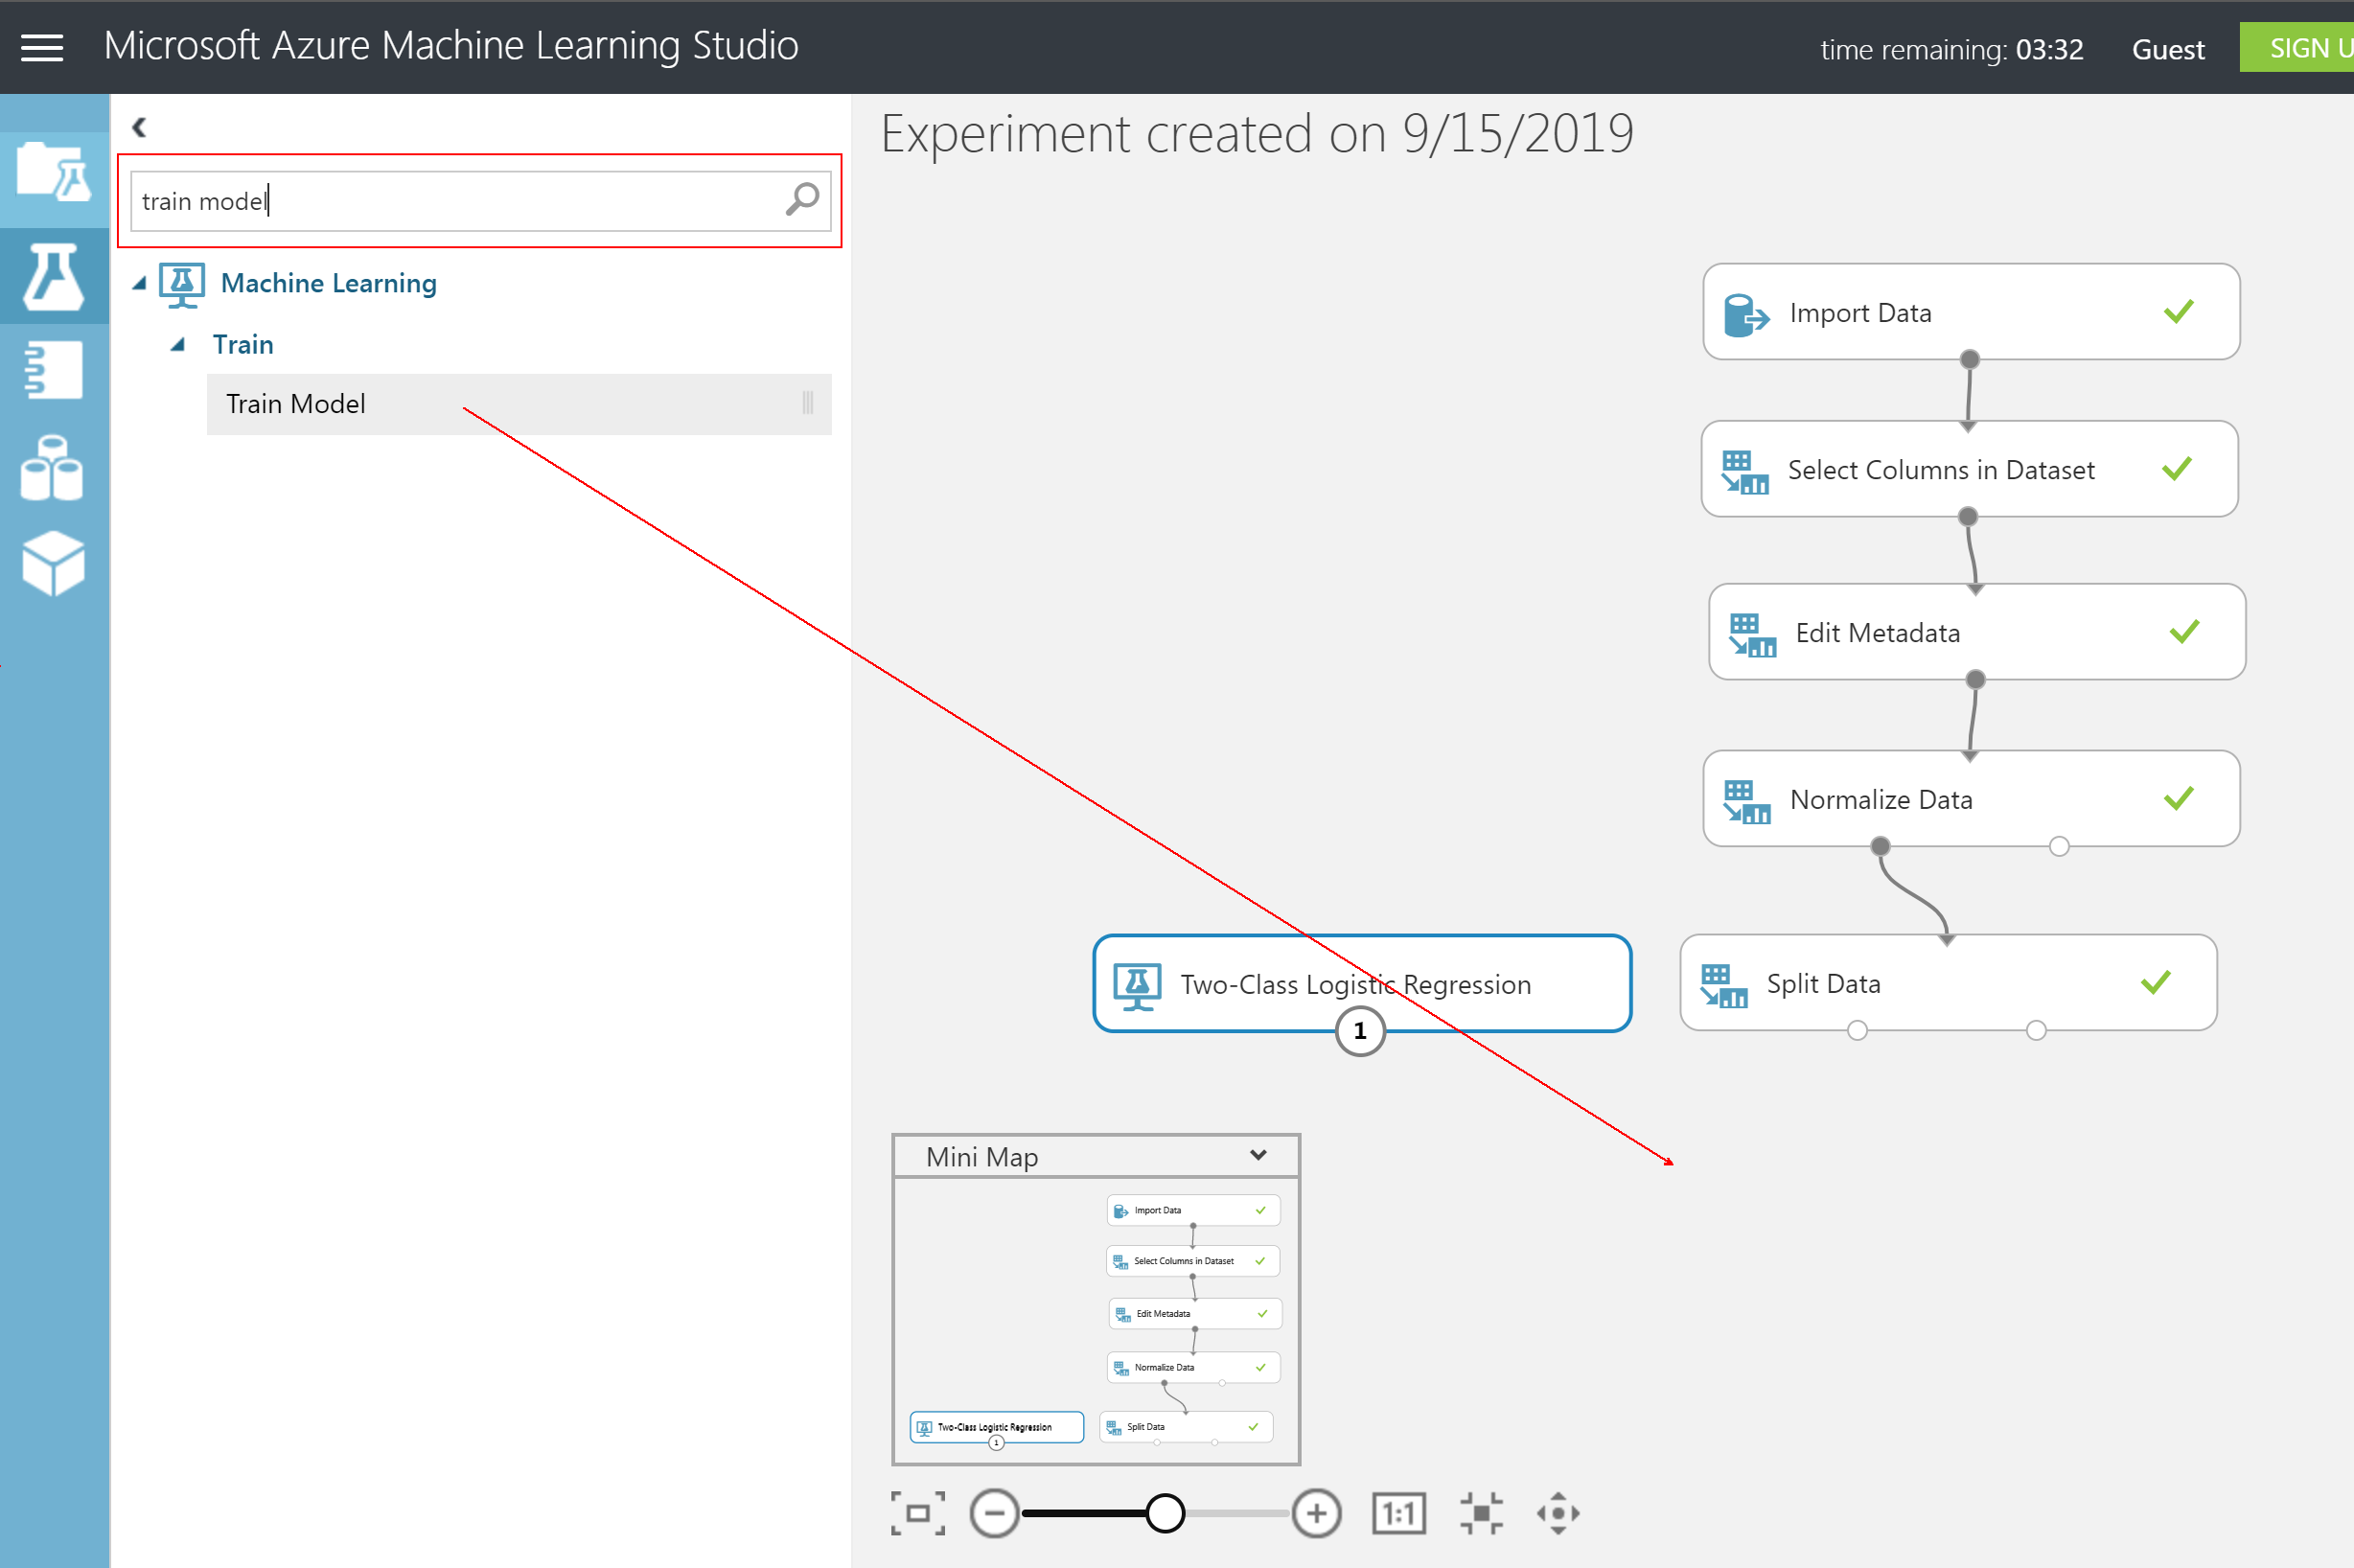 Microsoft Azure Machine Learning Studio
time remaining: 03:32
Guest
SIGN U
train model
Machine Learning
Train
Train Model
Experiment created on 9/15/2019
Import Data
Select Columns in Dataset
Edit Metadata
Normalize Data
Two-Class Logistic Regression
1
Split Data
Mini Map
Import Data
Select Columns in Dataset
Edit Metadata
Normalize Data
Two-Class Logistic Regression
1
Split Data
1:1